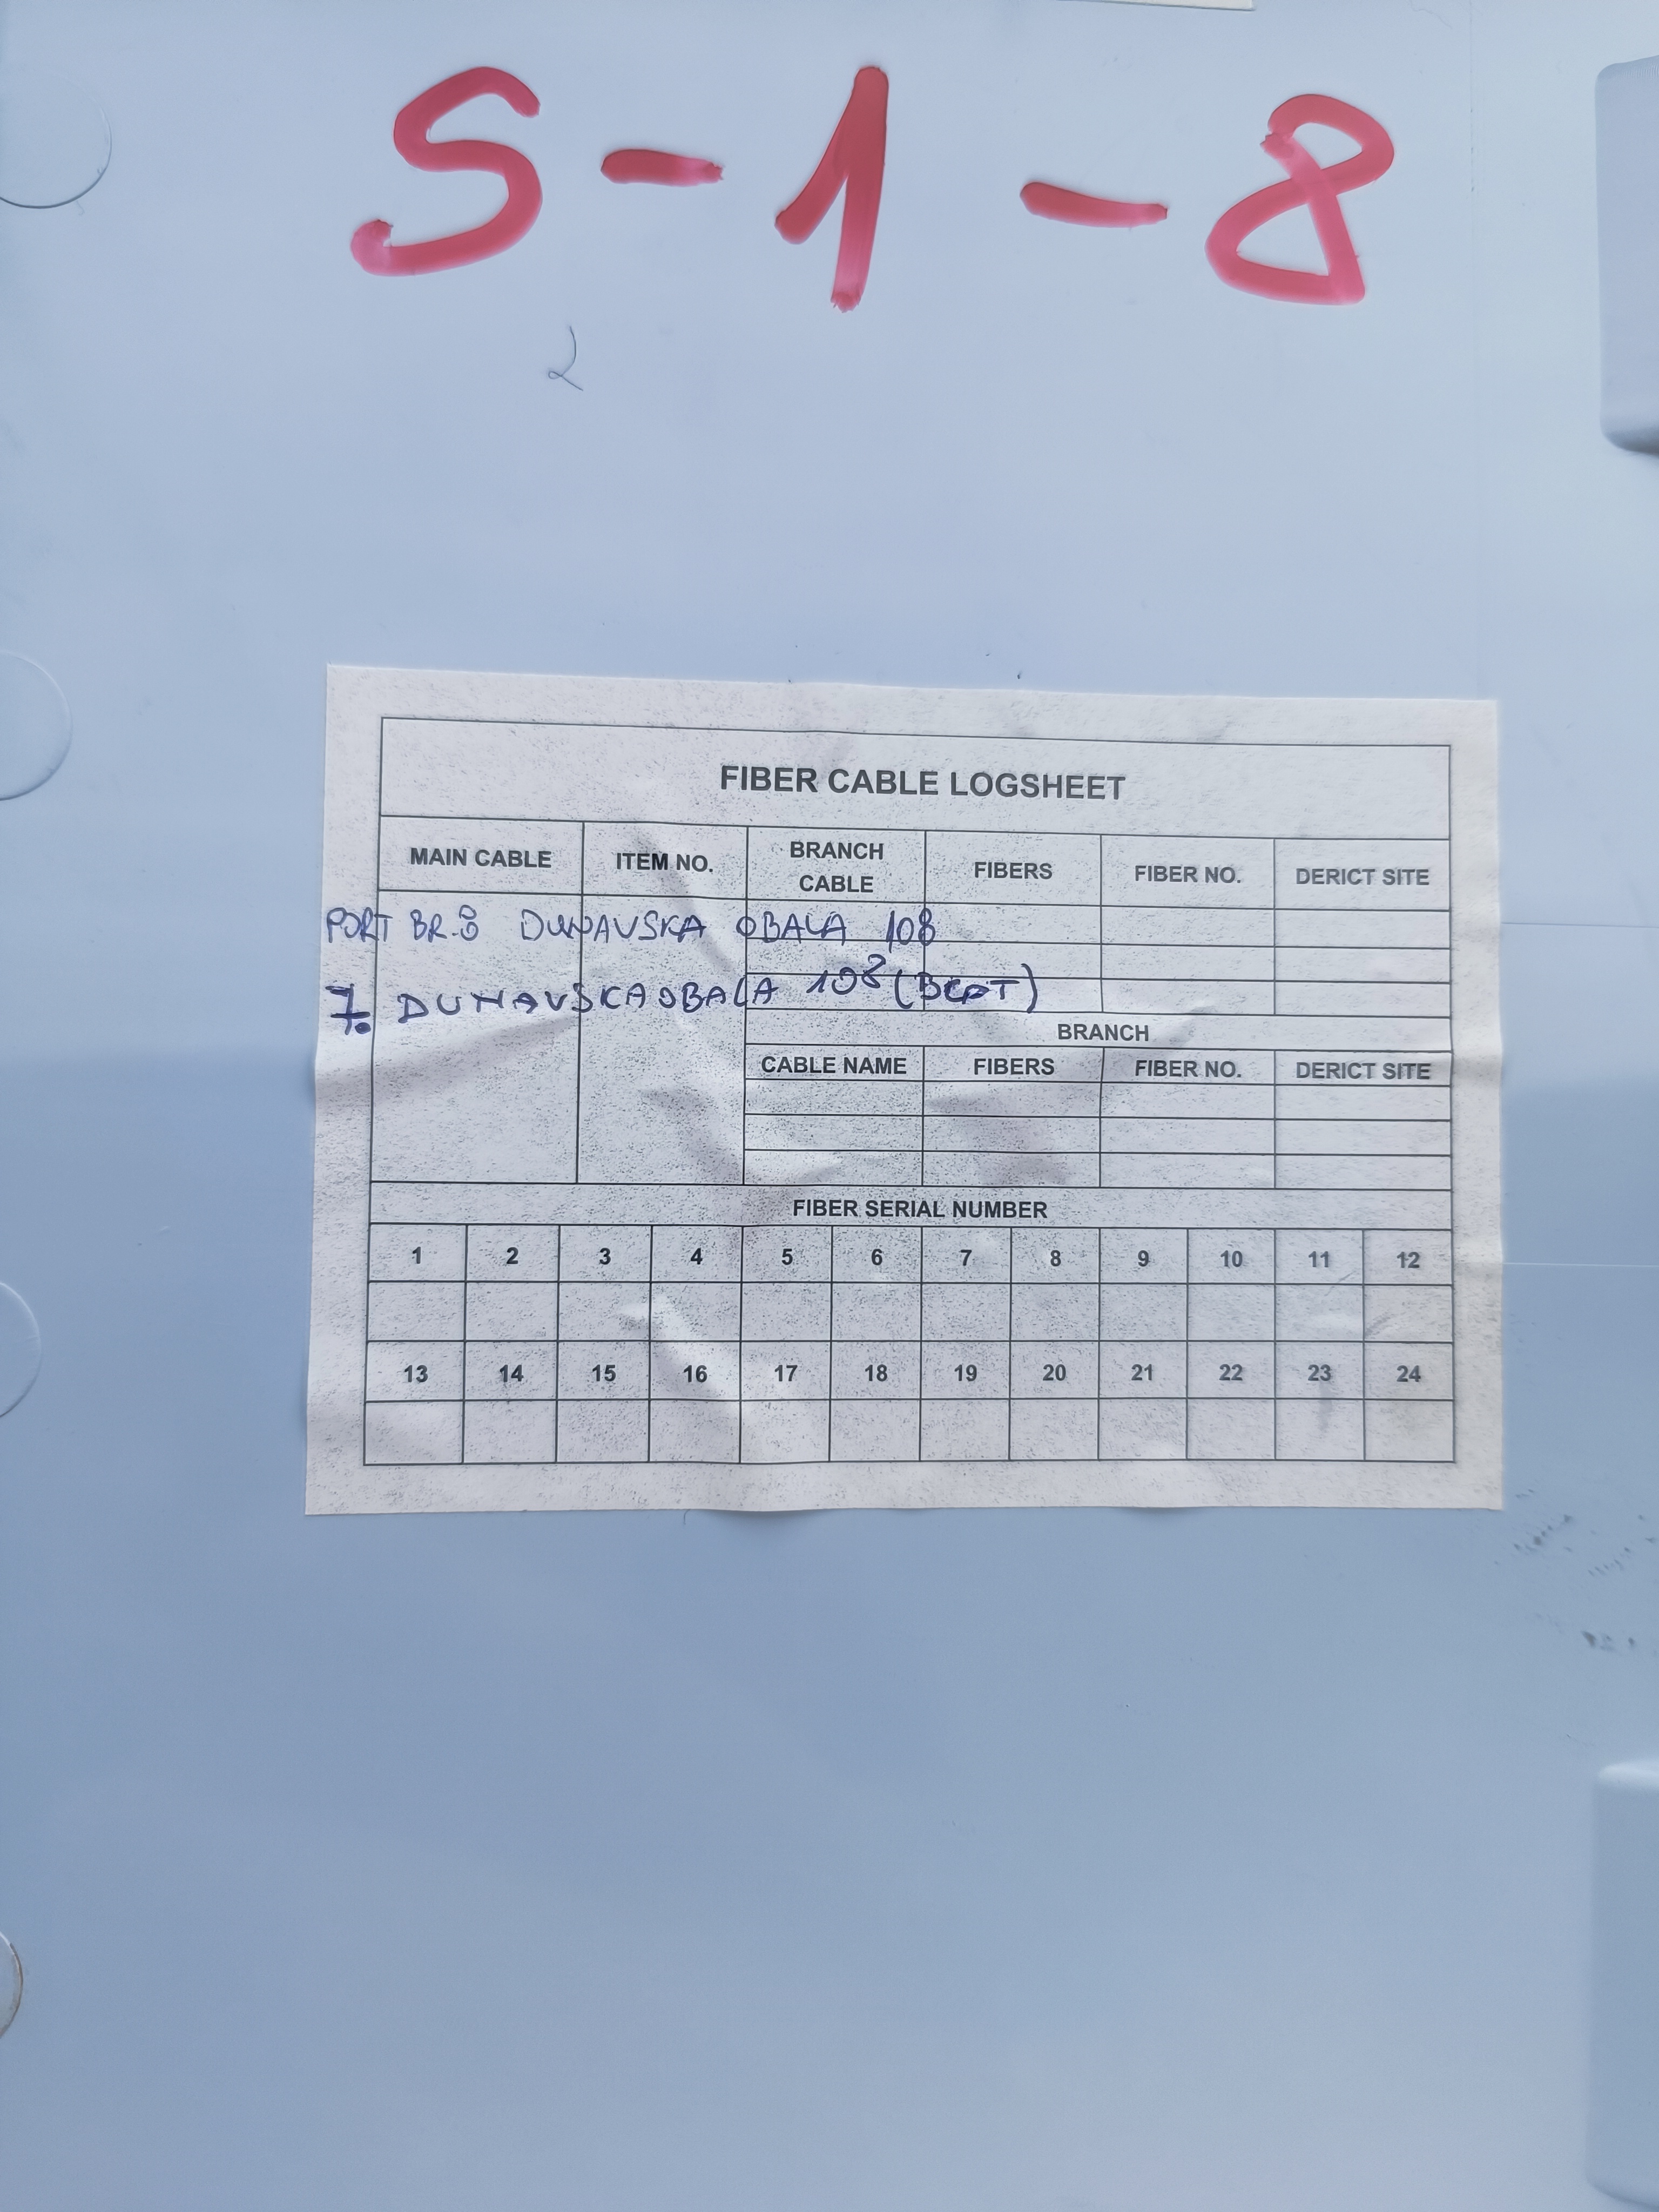 S-1-8
FIBER CABLE LOGSHEET
MAIN CABLE ITEM NO. BRANCH CABLE FIBERS FIBER NO. DERICT SITE
PORT BR.8 DUNAVSKA OBALA 108
7. DUNAVSKA OBALA 108
BRANCH
CABLE NAME FIBERS FIBER NO. DERICT SITE
FIBER SERIAL NUMBER
1 2 3 4 5 6 7 8 9 10 11 12
13 14 15 16 17 18 19 20 21 22 23 24